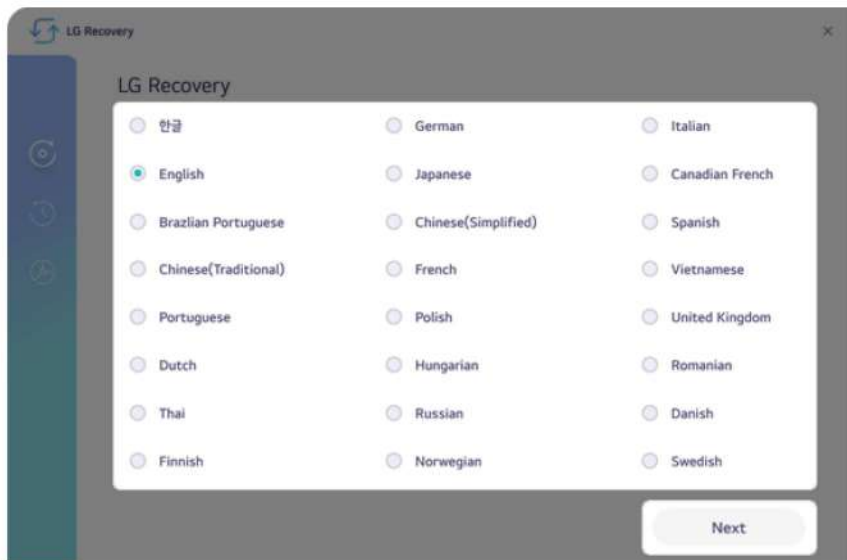 LG Recovery
LG Recovery
한글 German Italian
English Japanese Canadian French
Brazlian Portuguese Chinese(Simplified) Spanish
Chinese(Traditional) French Vietnamese
Portuguese Polish United Kingdom
Dutch Hungarian Romanian
Thai Russian Danish
Finnish Norwegian Swedish
Next